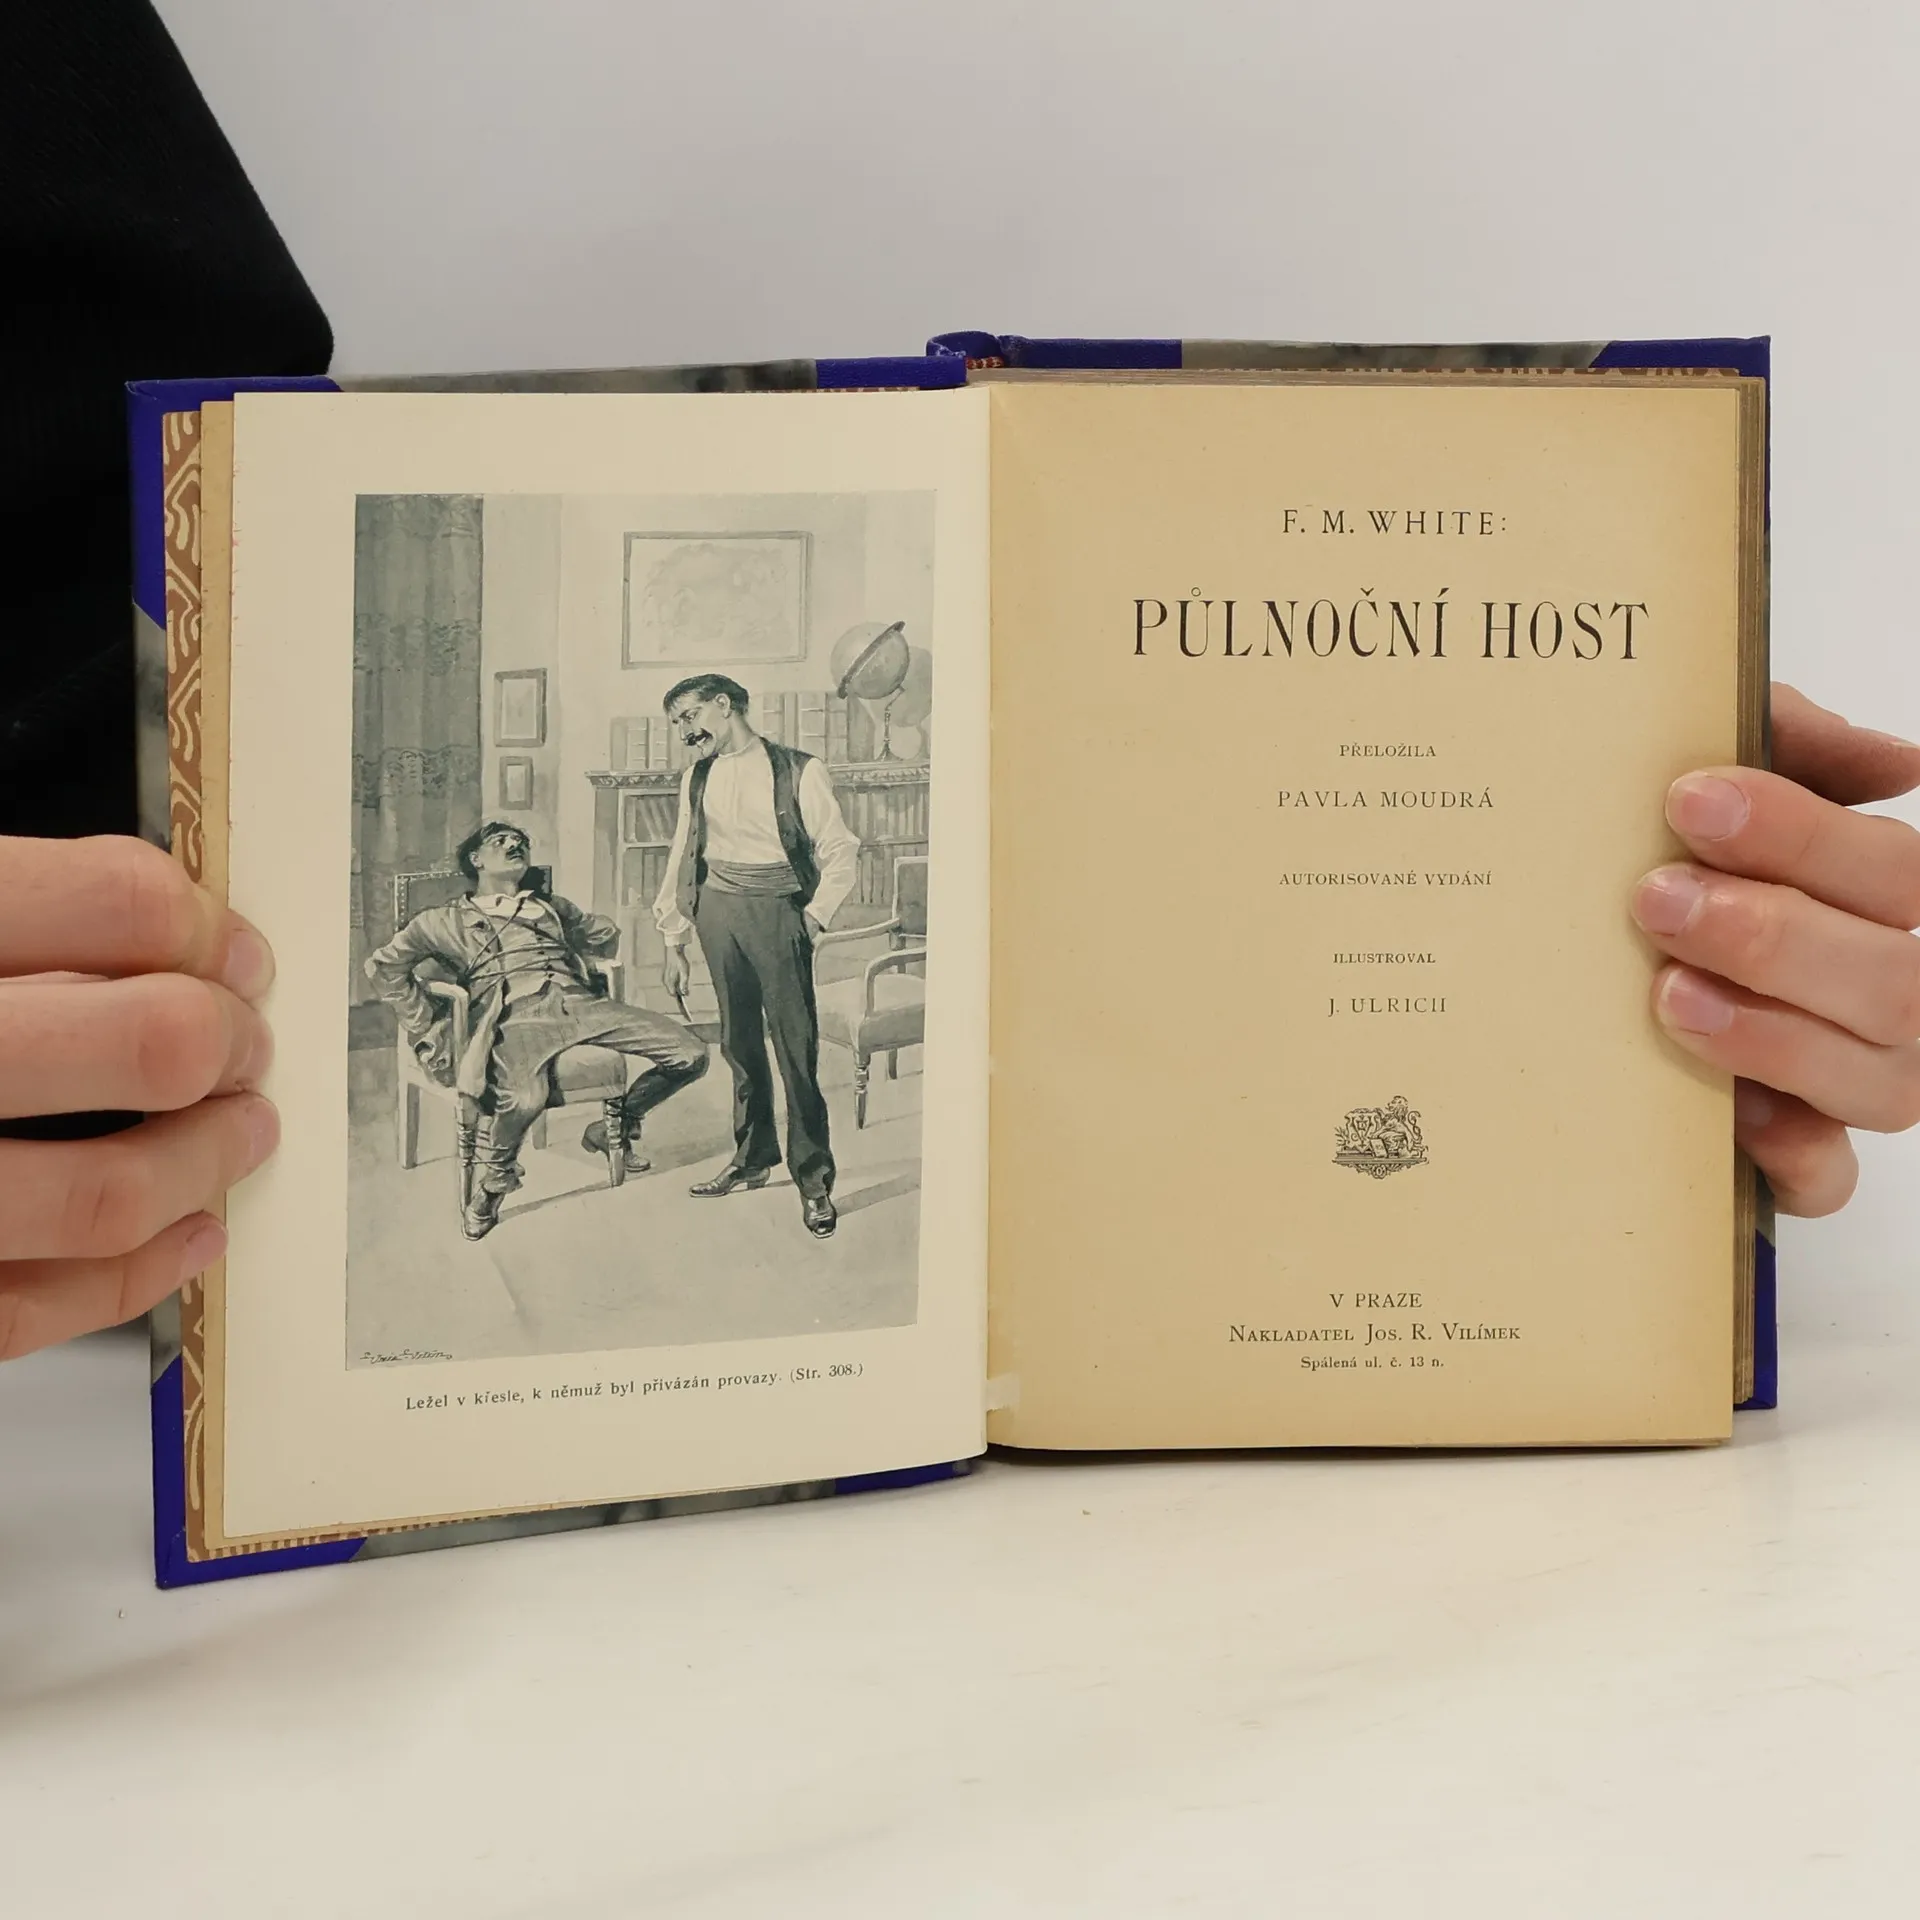 Ležel v křesle, k němuž byl přivázán provazy. (Str. 308.)
F. M. WHITE:
PŮLNOČNÍ HOST
PŘELOŽILA
PAVLA MOUDRÁ
AUTORISOVANÉ VYDÁNÍ
ILLUSTROVAL
J. ULRICH
V PRAZE
NAKLADATEL JOS. R. VILÍMEK
Spálená ul. č. 13 n.